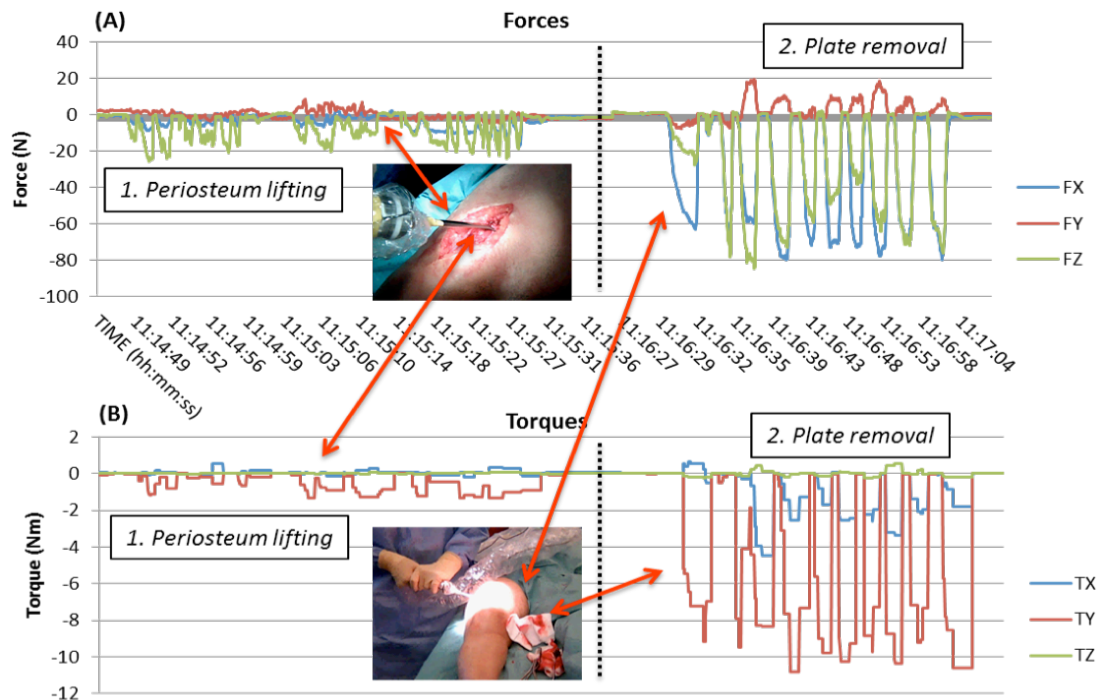 (A)
Forces
40
20
0
-20
-40
-60
-80
-100
Force (N)
2. Plate removal
1. Periosteum lifting
FX
FY
FZ
TIME (hh:mm:ss)
11:14:49
11:14:52
11:14:56
11:14:59
11:15:03
11:15:06
11:15:10
11:15:14
11:15:18
11:15:22
11:15:27
11:15:31
11:15:36
11:16:27
11:16:29
11:16:32
11:16:35
11:16:39
11:16:43
11:16:48
11:16:53
11:16:58
11:17:04
(B)
Torques
2
0
-2
-4
-6
-8
-10
-12
Torque (Nm)
2. Plate removal
1. Periosteum lifting
TX
TY
TZ